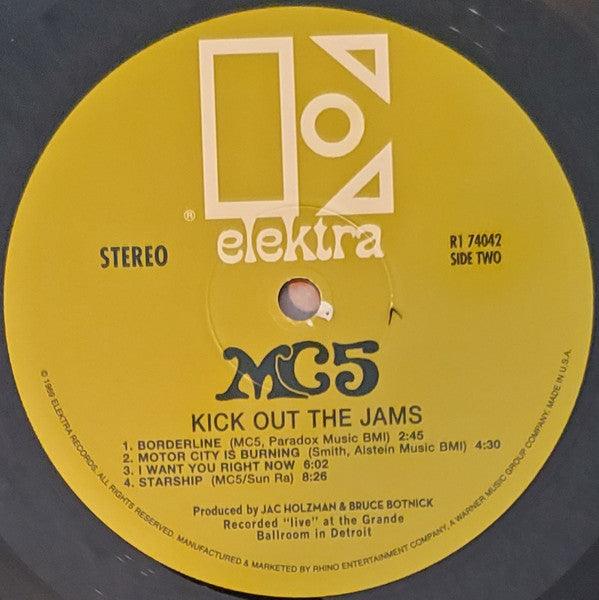 ®
elektra
STEREO
R1 74042
SIDE TWO
MC5
KICK OUT THE JAMS
1. BORDERLINE (MC5, Paradox Music BMI) 2:45
2. MOTOR CITY IS BURNING (Smith, Alstein Music BMI) 4:30
3. I WANT YOU RIGHT NOW 6:02
4. STARSHIP (MC5/Sun Ra) 8:26
Produced by JAC HOLZMAN & BRUCE BOTNICK
Recorded "live" at the Grande
Ballroom in Detroit
© 1969 ELEKTRA RECORDS. ALL RIGHTS RESERVED. MANUFACTURED & MARKETED BY RHINO ENTERTAINMENT COMPANY, A WARNER MUSIC GROUP COMPANY. MADE IN U.S.A.